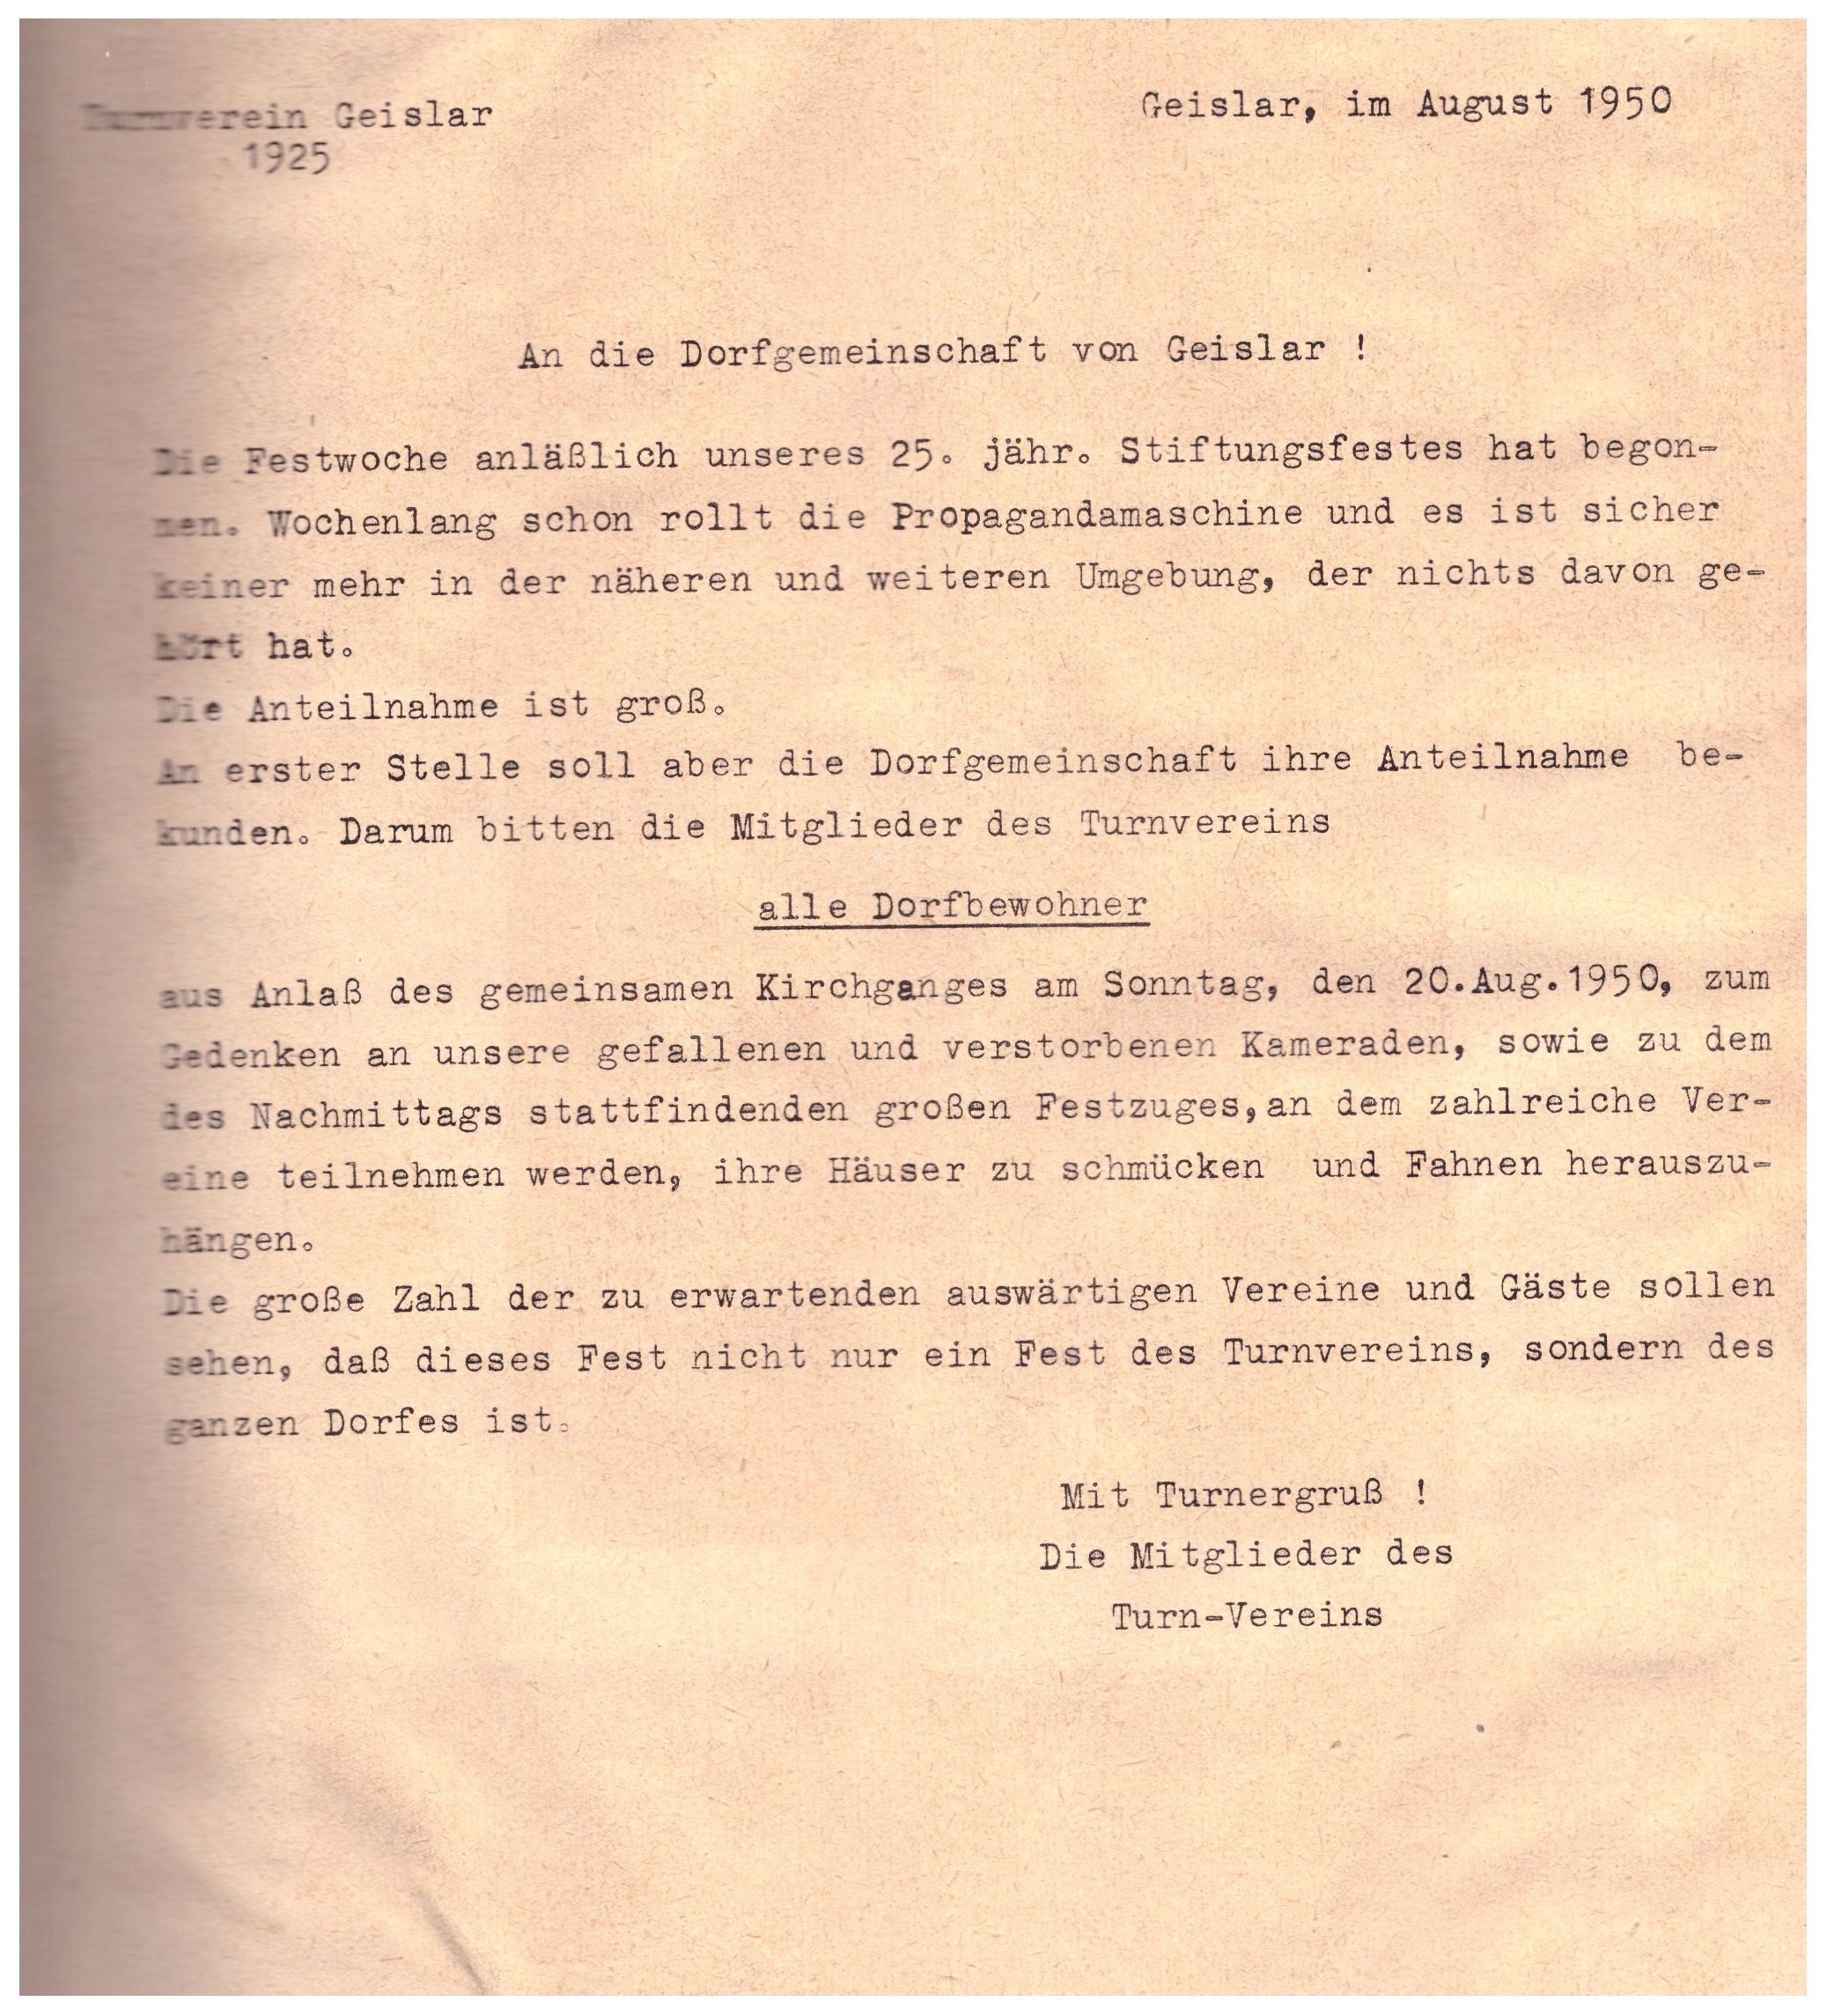 Turnverein Geislar
1925
Geislar, im August 1950
An die Dorfgemeinschaft von Geislar !
Die Festwoche anläßlich unseres 25. jähr. Stiftungsfestes hat begon-
nen. Wochenlang schon rollt die Propagandamaschine und es ist sicher
keiner mehr in der näheren und weiteren Umgebung, der nichts davon ge-
hört hat.
Die Anteilnahme ist groß.
An erster Stelle soll aber die Dorfgemeinschaft ihre Anteilnahme be-
kunden. Darum bitten die Mitglieder des Turnvereins
alle Dorfbewohner
aus Anlaß des gemeinsamen Kirchganges am Sonntag, den 20.Aug.1950, zum
Gedenken an unsere gefallenen und verstorbenen Kameraden, sowie zu dem
des Nachmittags stattfindenden großen Festzuges,an dem zahlreiche Ver-
eine teilnehmen werden, ihre Häuser zu schmücken und Fahnen herauszu-
hängen.
Die große Zahl der zu erwartenden auswärtigen Vereine und Gäste sollen
sehen, daß dieses Fest nicht nur ein Fest des Turnvereins, sondern des
ganzen Dorfes ist.
Mit Turnergruß !
Die Mitglieder des
Turn-Vereins